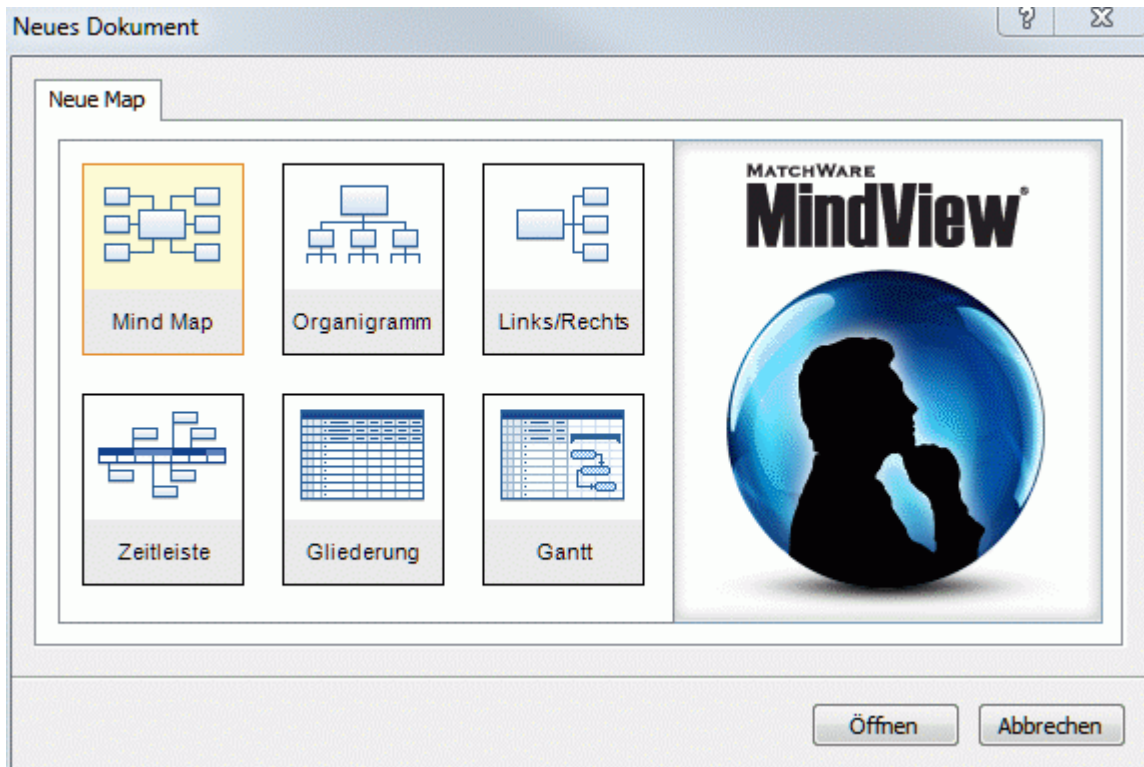 Neues Dokument
Neue Map
MATCHWARE
MindView®
Mind Map
Organigramm
Links/Rechts
Zeitleiste
Gliederung
Gantt
Öffnen
Abbrechen